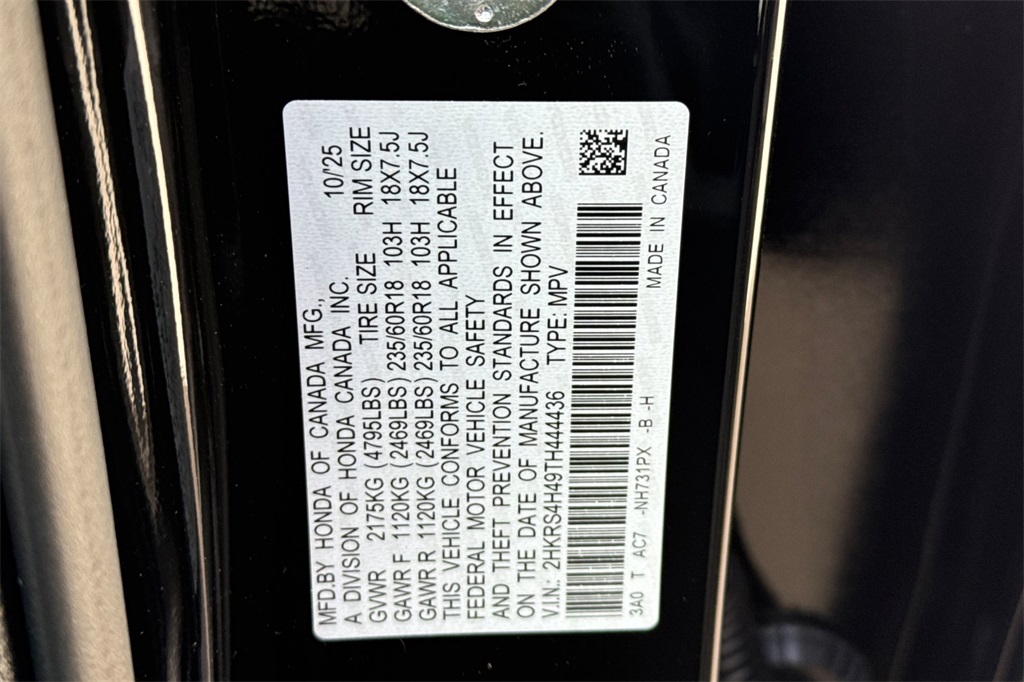 MFD.BY HONDA OF CANADA MFG., 10/'25
A DIVISION OF HONDA CANADA INC.
GVWR 2175KG (4795LBS) TIRE SIZE RIM SIZE
GAWR F 1120KG (2469LBS) 235/60R18 103H 18X7.5J
GAWR R 1120KG (2469LBS) 235/60R18 103H 18X7.5J
THIS VEHICLE CONFORMS TO ALL APPLICABLE
FEDERAL MOTOR VEHICLE SAFETY
AND THEFT PREVENTION STANDARDS IN EFFECT
ON THE DATE OF MANUFACTURE SHOWN ABOVE.
V.I.N.: 2HKRS4H49TH444436 TYPE: MPV
3A0 T AC7 -NH731PX -B -H MADE IN CANADA